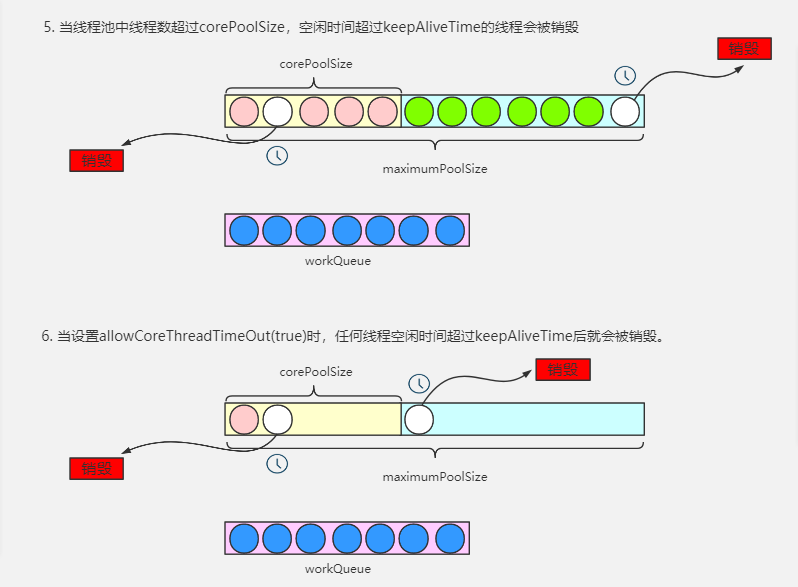 5. 当线程池中线程数超过corePoolSize，空闲时间超过keepAliveTime的线程会被销毁
销毁
corePoolSize
销毁
maximumPoolSize
workQueue
6. 当设置allowCoreThreadTimeOut(true)时，任何线程空闲时间超过keepAliveTime后就会被销毁。
销毁
corePoolSize
销毁
maximumPoolSize
workQueue